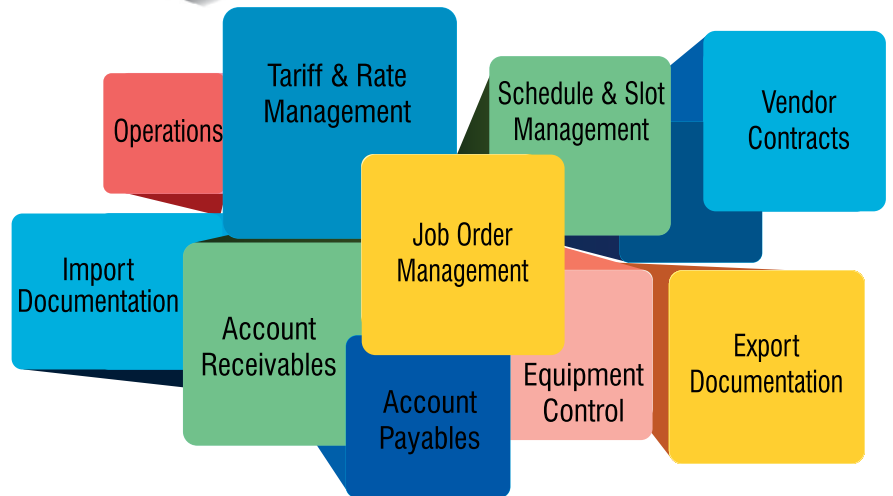 Operations
Tariff & Rate
Management
Schedule & Slot
Management
Vendor
Contracts
Import
Documentation
Account
Receivables
Job Order
Management
Account
Payables
Equipment
Control
Export
Documentation